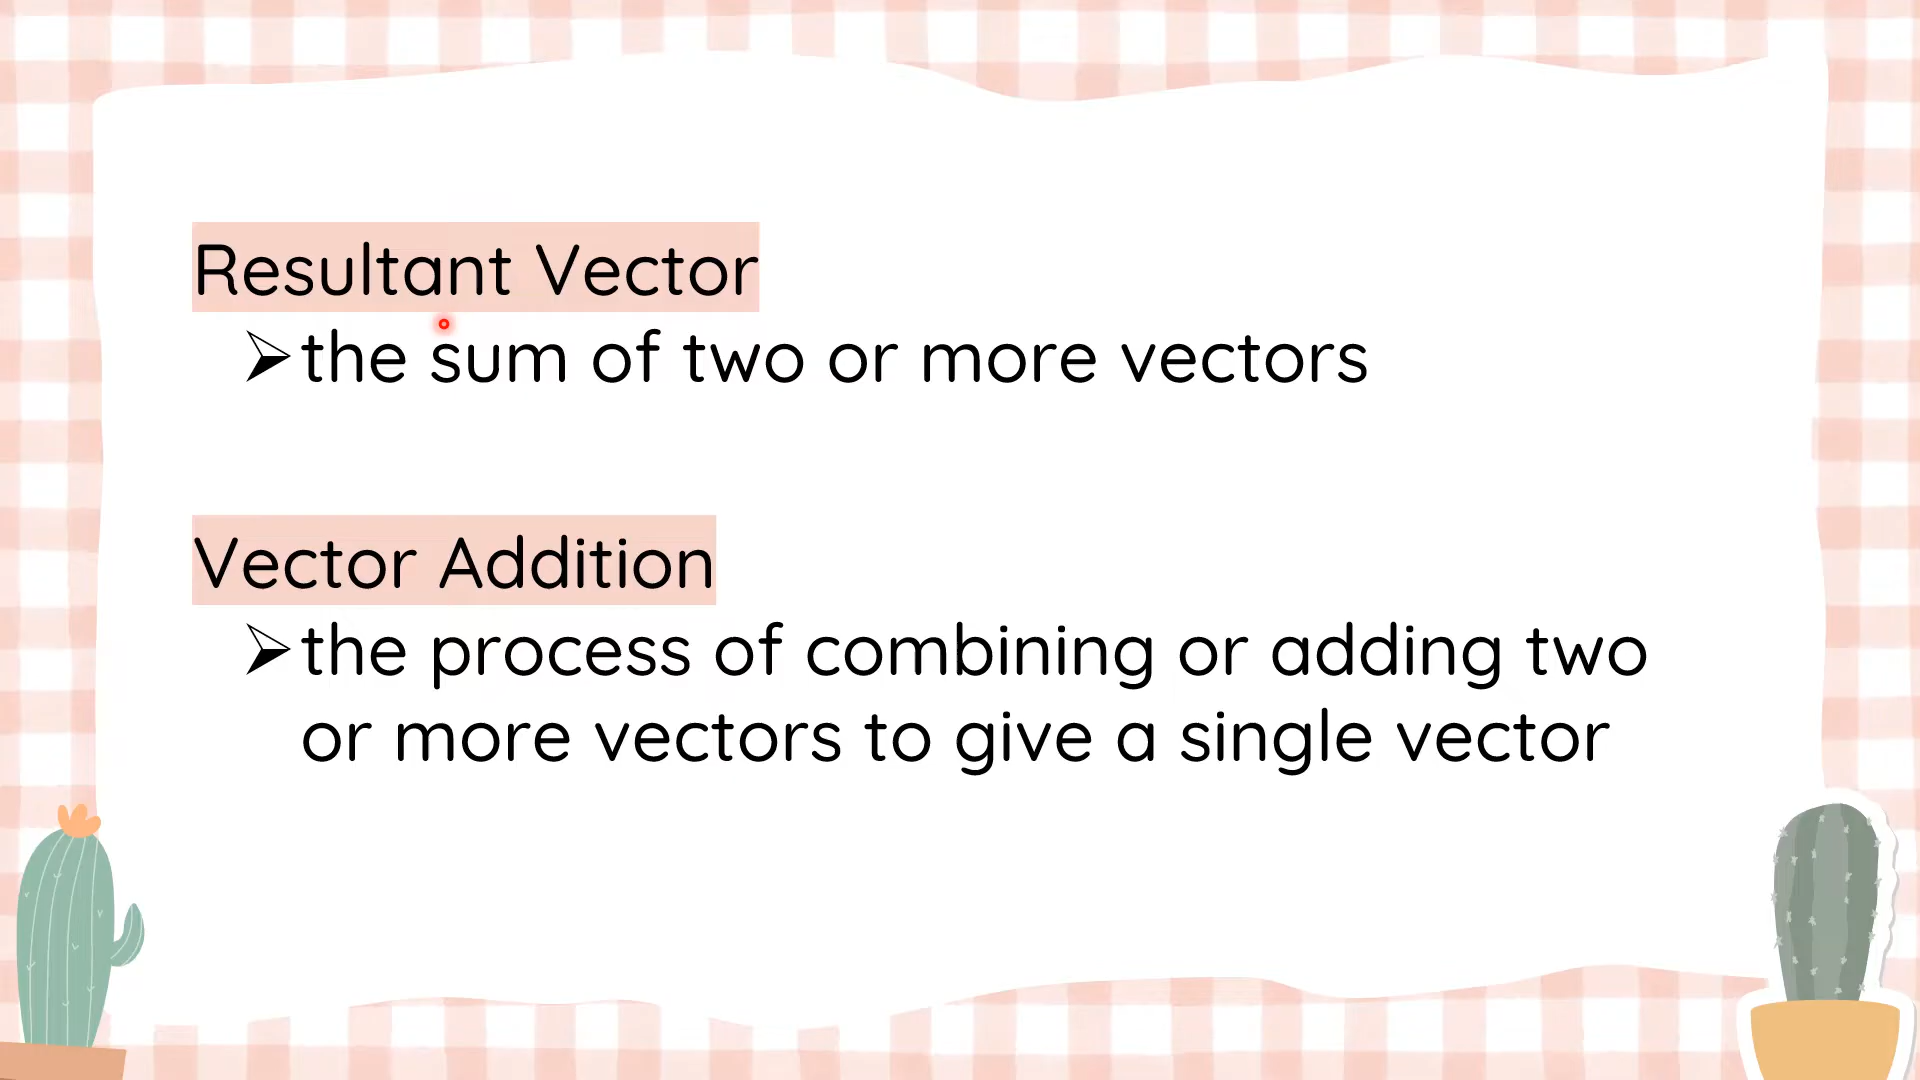 Resultant Vector
➢the sum of two or more vectors
Vector Addition
➢the process of combining or adding two
or more vectors to give a single vector